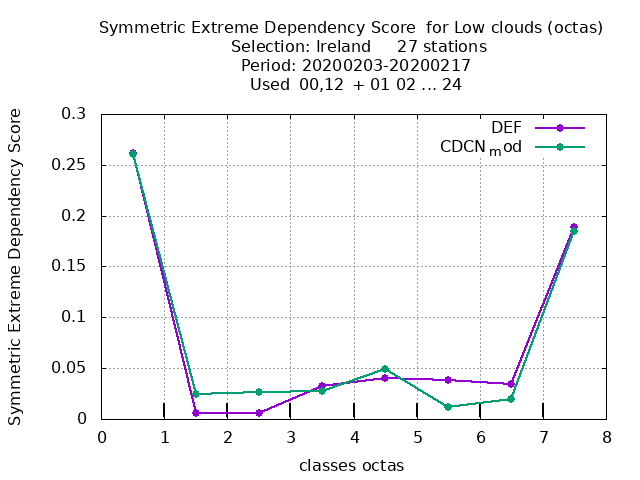 Symmetric Extreme Dependency Score  for Low clouds (octas)
Selection: Ireland     27 stations
Period: 20200203-20200217
Used  00,12  + 01 02 ... 24
Symmetric Extreme Dependency Score
0.3
0.25
0.2
0.15
0.1
0.05
0
DEF
CDCNmod
0 1 2 3 4 5 6 7 8
classes octas